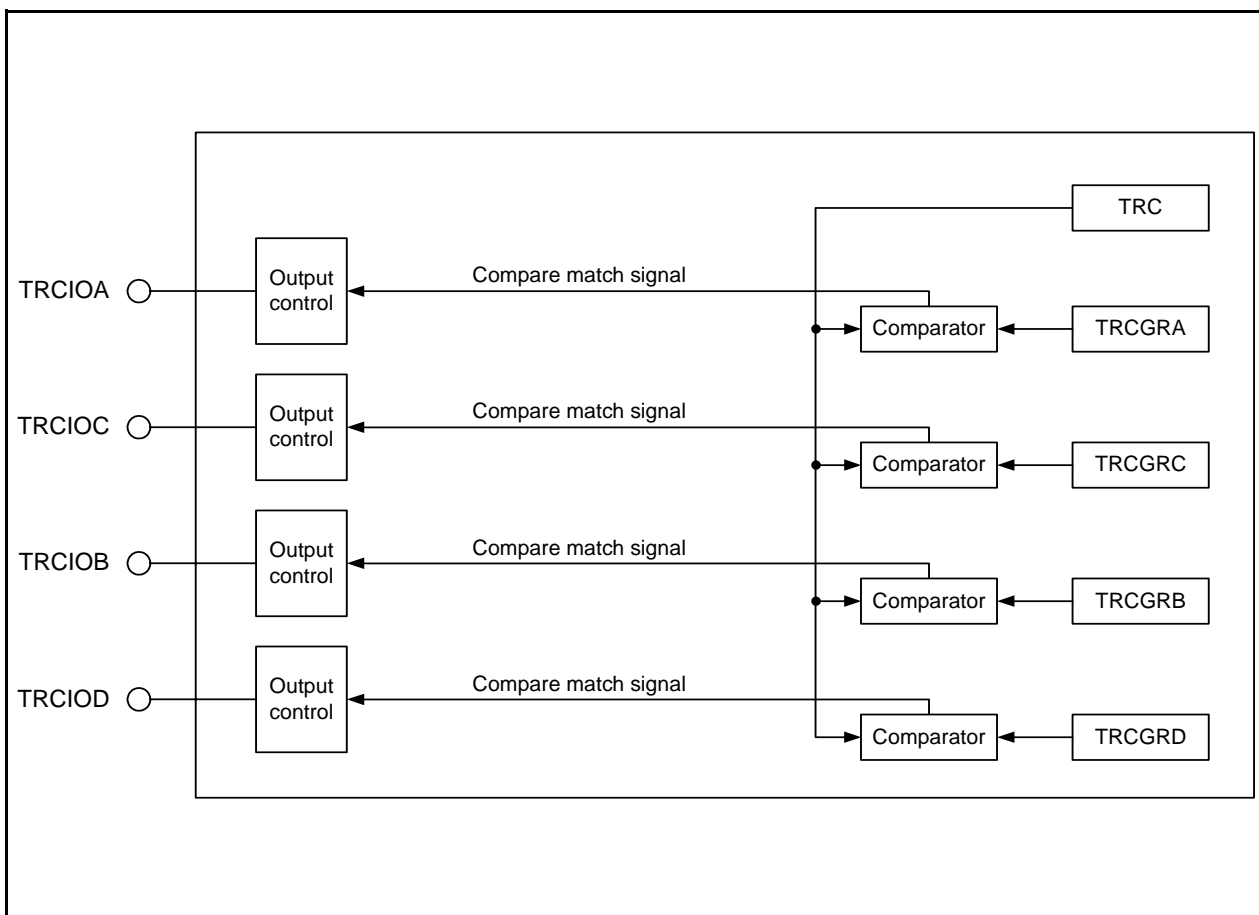 TRC
TRCIOA
Output
control
Compare match signal
Comparator
TRCGRA
TRCIOC
Output
control
Compare match signal
Comparator
TRCGRC
TRCIOB
Output
control
Compare match signal
Comparator
TRCGRB
TRCIOD
Output
control
Compare match signal
Comparator
TRCGRD